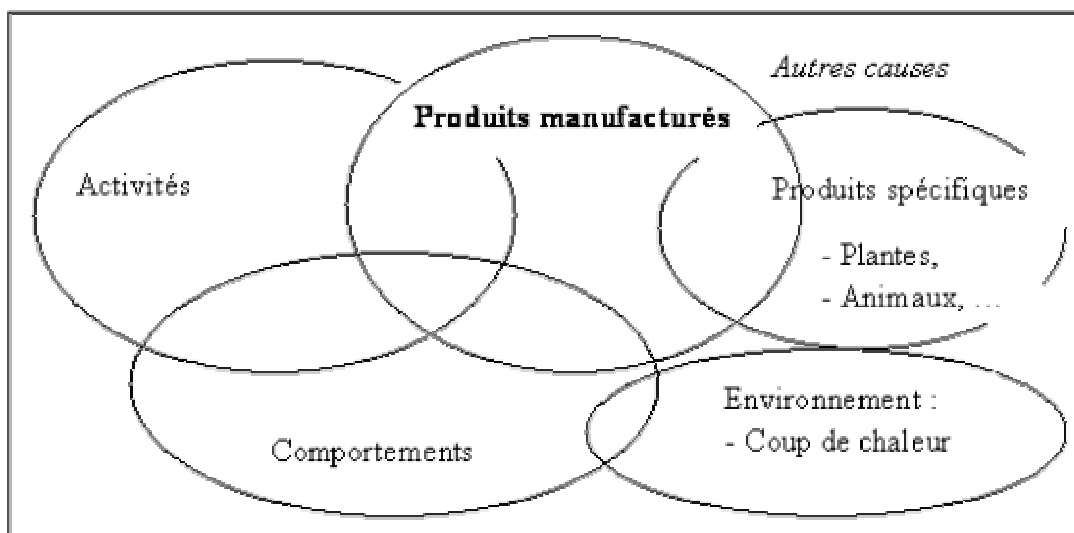 Autres causes
Produits manufacturés
Activités
Produits spécifiques
- Plantes,
- Animaux, ...
Environnement :
- Coup de chaleur
Comportements